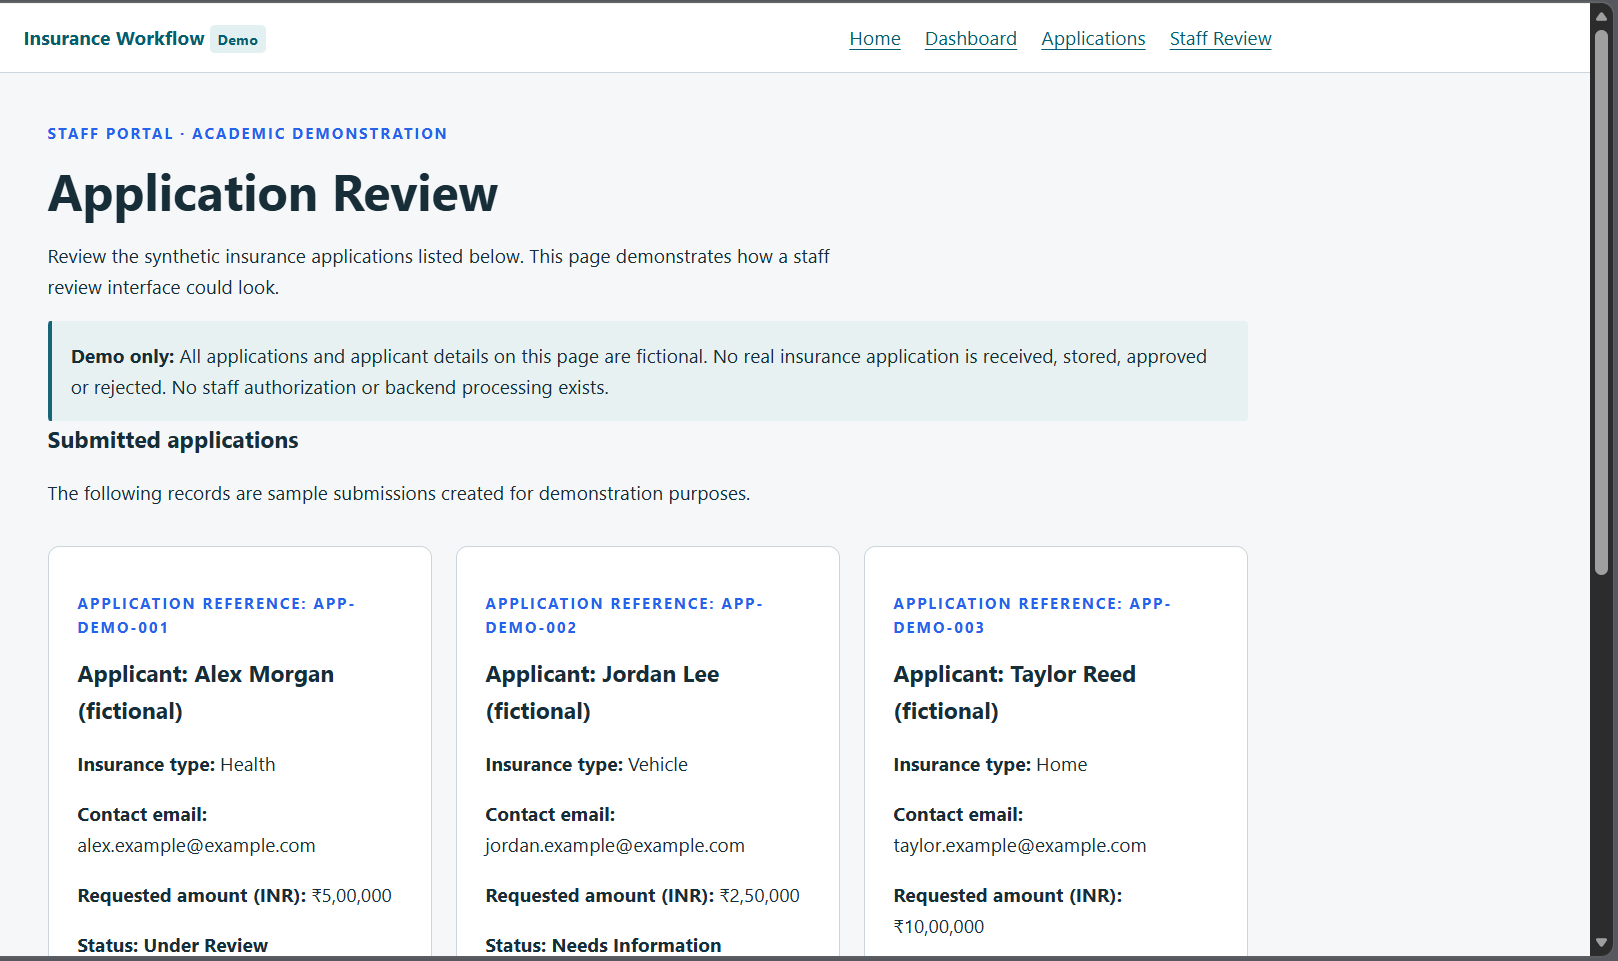 Insurance Workflow Demo
Home Dashboard Applications Staff Review
STAFF PORTAL · ACADEMIC DEMONSTRATION
Application Review
Review the synthetic insurance applications listed below. This page demonstrates how a staff
review interface could look.
Demo only: All applications and applicant details on this page are fictional. No real insurance application is received, stored, approved
or rejected. No staff authorization or backend processing exists.
Submitted applications
The following records are sample submissions created for demonstration purposes.
APPLICATION REFERENCE: APP-
DEMO-001
Applicant: Alex Morgan
(fictional)
Insurance type: Health
Contact email:
alex.example@example.com
Requested amount (INR): ₹5,00,000
Status: Under Review
APPLICATION REFERENCE: APP-
DEMO-002
Applicant: Jordan Lee
(fictional)
Insurance type: Vehicle
Contact email:
jordan.example@example.com
Requested amount (INR): ₹2,50,000
Status: Needs Information
APPLICATION REFERENCE: APP-
DEMO-003
Applicant: Taylor Reed
(fictional)
Insurance type: Home
Contact email:
taylor.example@example.com
Requested amount (INR):
₹10,00,000